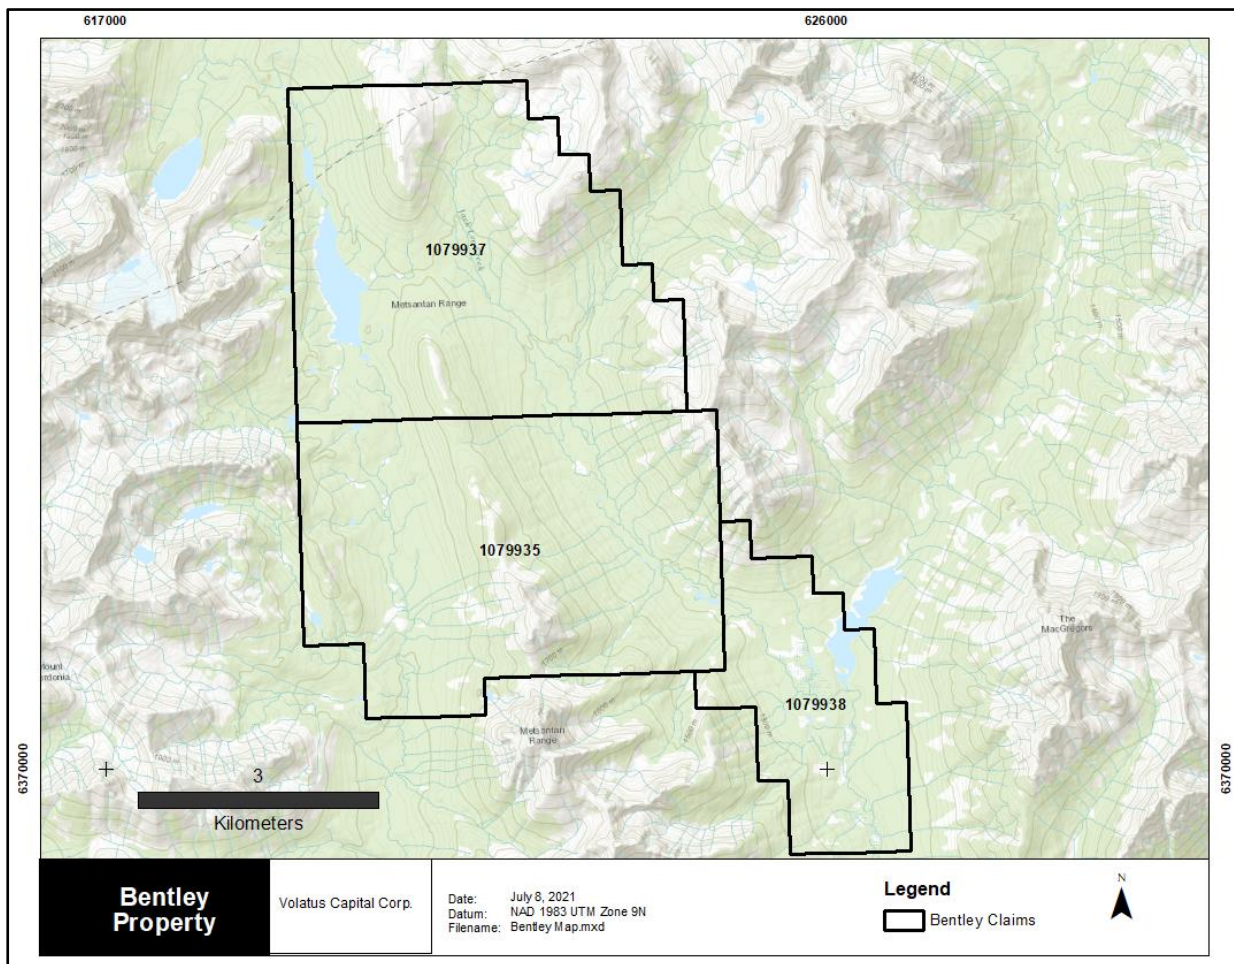 617000
626000
1079937
Metsantan Range
1079935
The
MacGregors
1700 m
1079938
Metsantan
Range
6370000
6370000
3
Kilometers
Bentley
Property
Volatus Capital Corp.
Date: July 8, 2021
Datum: NAD 1983 UTM Zone 9N
Filename: Bentley Map.mxd
Legend
Bentley Claims
N